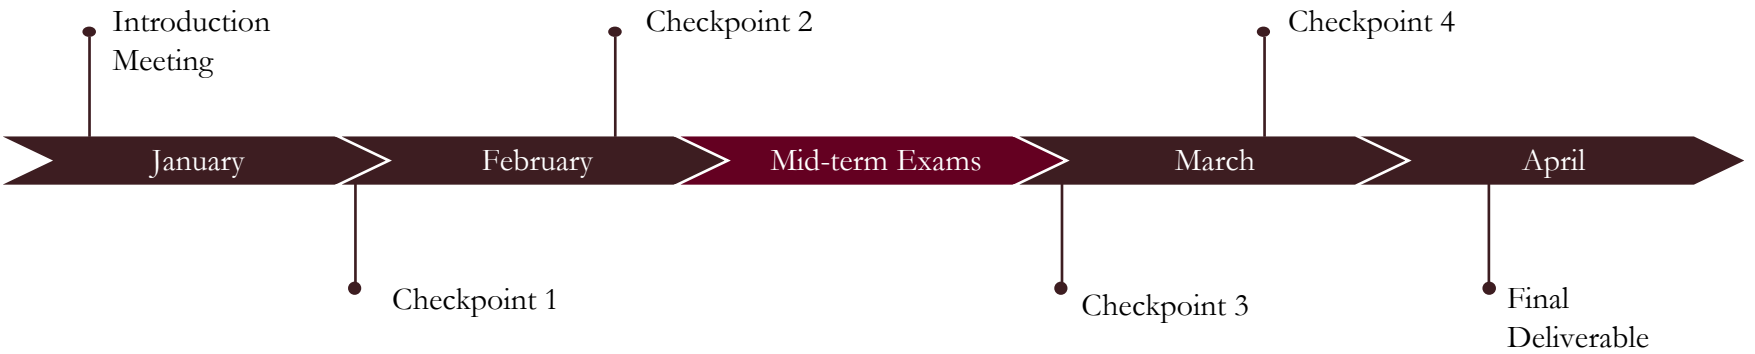 Introduction
Meeting
Checkpoint 2
Checkpoint 4
January
February
Mid-term Exams
March
April
Checkpoint 1
Checkpoint 3
Final
Deliverable